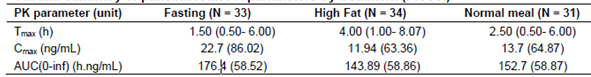 PK parameter (unit) Fasting (N = 33) High Fat (N = 34) Normal meal (N = 31)
Tmax (h) 1.50 (0.50- 6.00) 4.00 (1.00- 8.07) 2.50 (0.50- 6.00)
Cmax (ng/mL) 22.7 (86.02) 11.94 (63.36) 13.7 (64.87)
AUC(0-inf) (h.ng/mL) 176.4 (58.52) 143.89 (58.86) 152.7 (58.87)